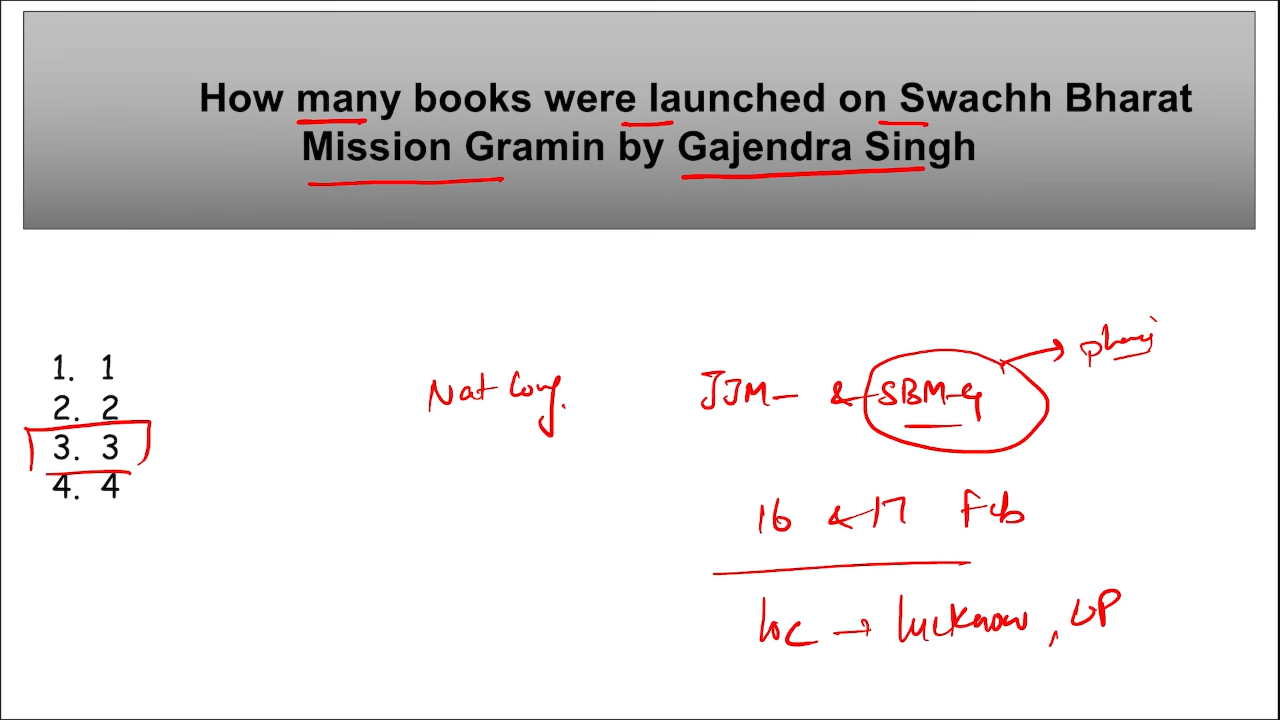 How many books were launched on Swachh Bharat
Mission Gramin by Gajendra Singh
1. 1
2. 2
3. 3
4. 4
Nat Conf.
JJM- & SBM-G
16 & 17 Feb
loc → lucknow, UP